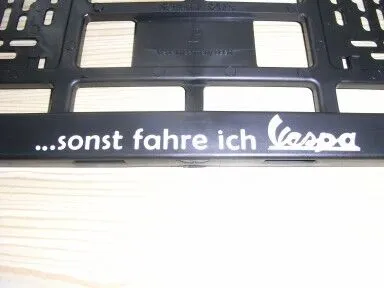 ...sonst fahre ich Vespa